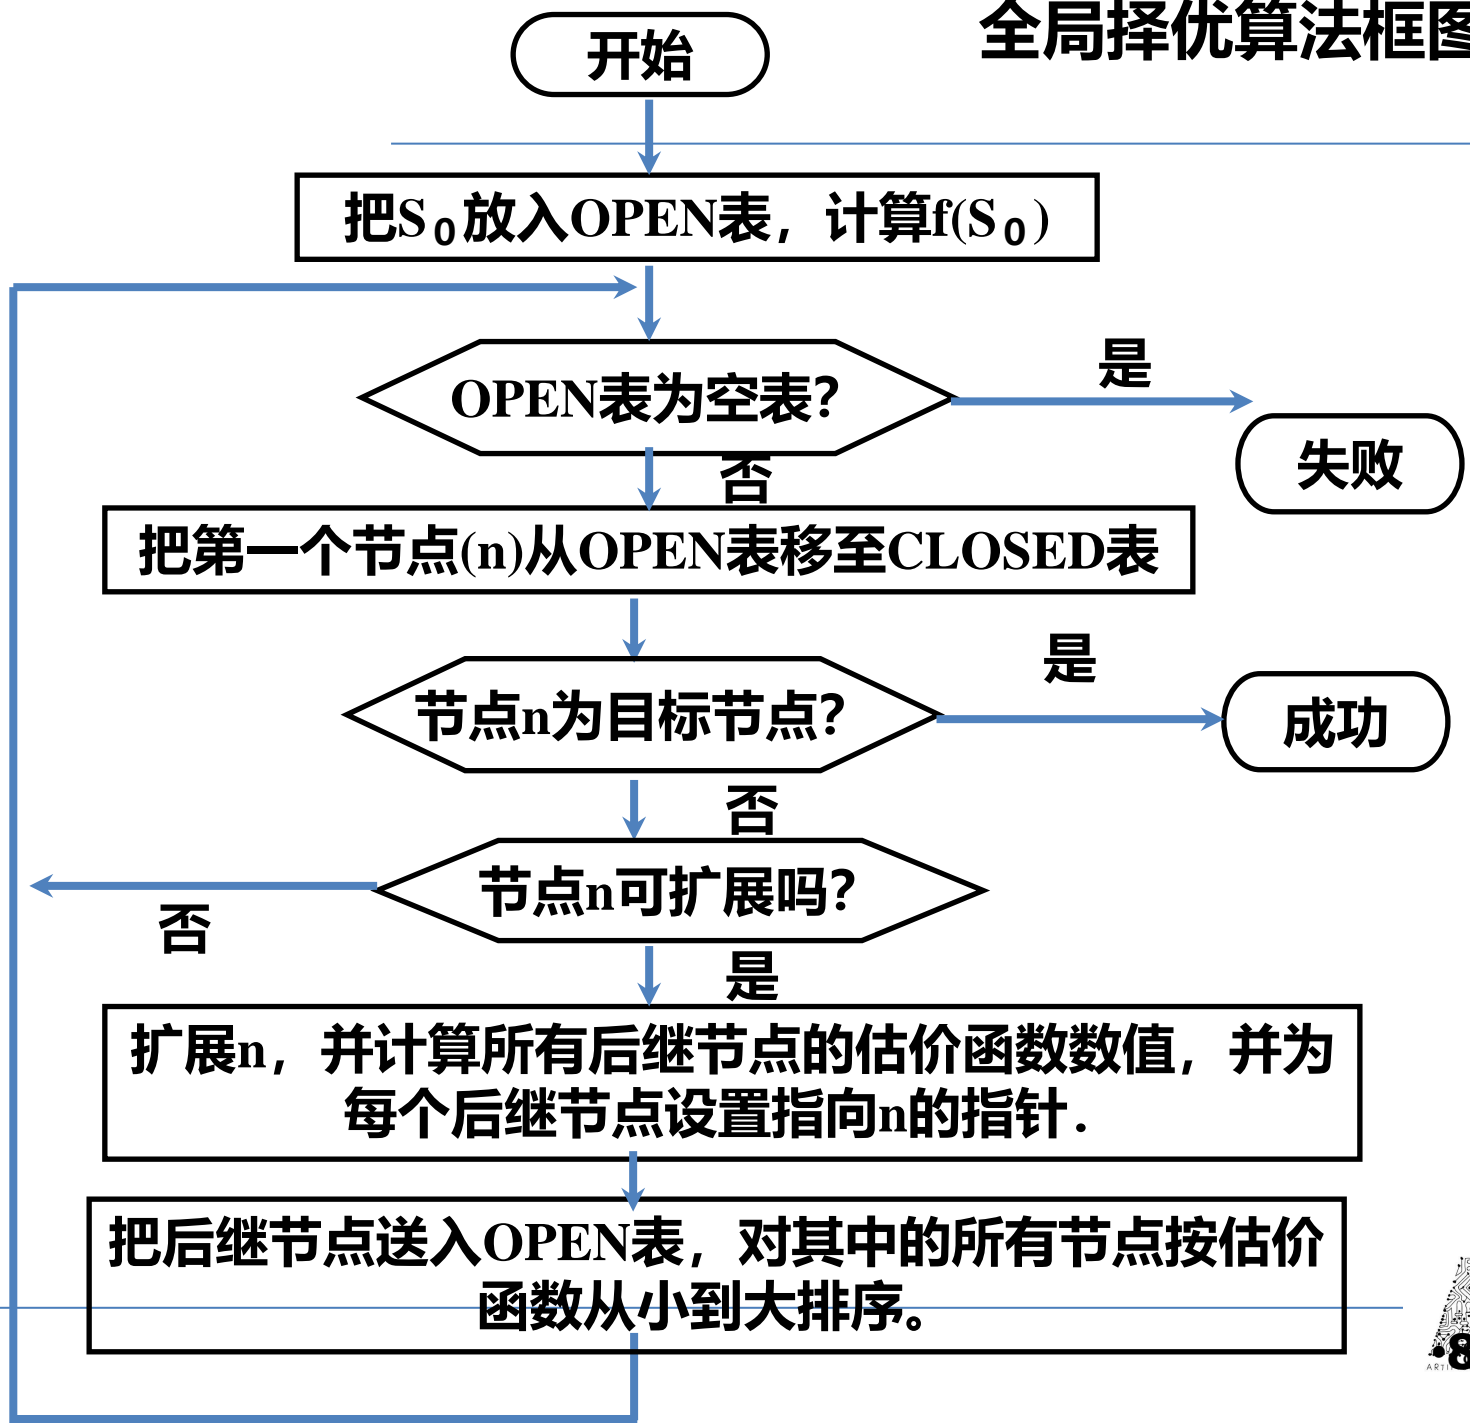 全局择优算法框图
开始
把S0放入OPEN表，计算f(S0)
OPEN表为空表？
是
失败
否
把第一个节点(n)从OPEN表移至CLOSED表
节点n为目标节点？
是
成功
否
节点n可扩展吗？
否
是
扩展n，并计算所有后继节点的估价函数数值，并为
每个后继节点设置指向n的指针．
把后继节点送入OPEN表，对其中的所有节点按估价
函数从小到大排序。